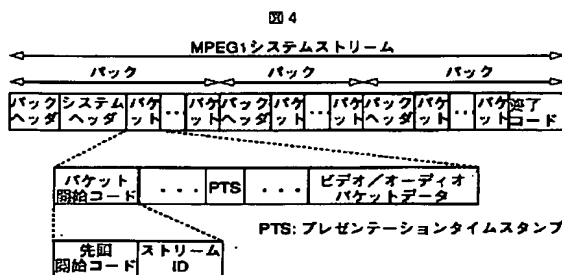 図4
MPEG1システムストリーム
パック パック パック
パック ヘッダ システム ヘッダ パケット ... パケット パック ヘッダ パケット ... パケット パック ヘッダ パケット ... パケット 終了 コード
パケット 開始コード ... PTS ... ビデオ/オーディオ パケットデータ
PTS: プレゼンテーションタイムスタンプ
先頭 開始コード ストリーム ID